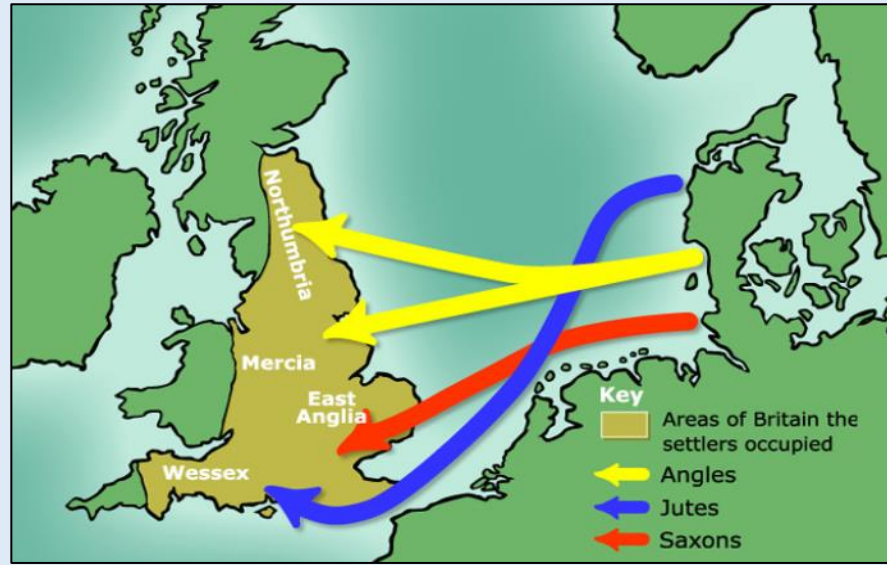 Northumbria
Mercia
East
Anglia
Wessex
Key
Areas of Britain the
settlers occupied
Angles
Jutes
Saxons